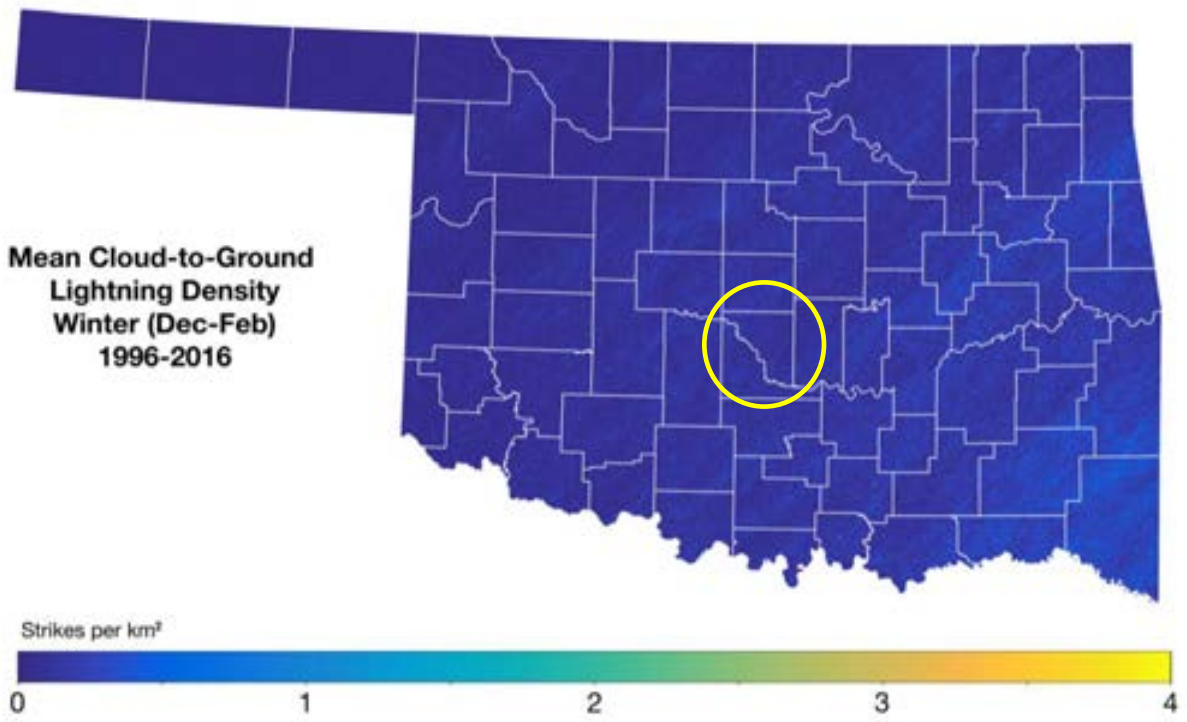 Mean Cloud-to-Ground
Lightning Density
Winter (Dec-Feb)
1996-2016
Strikes per km²
0 1 2 3 4